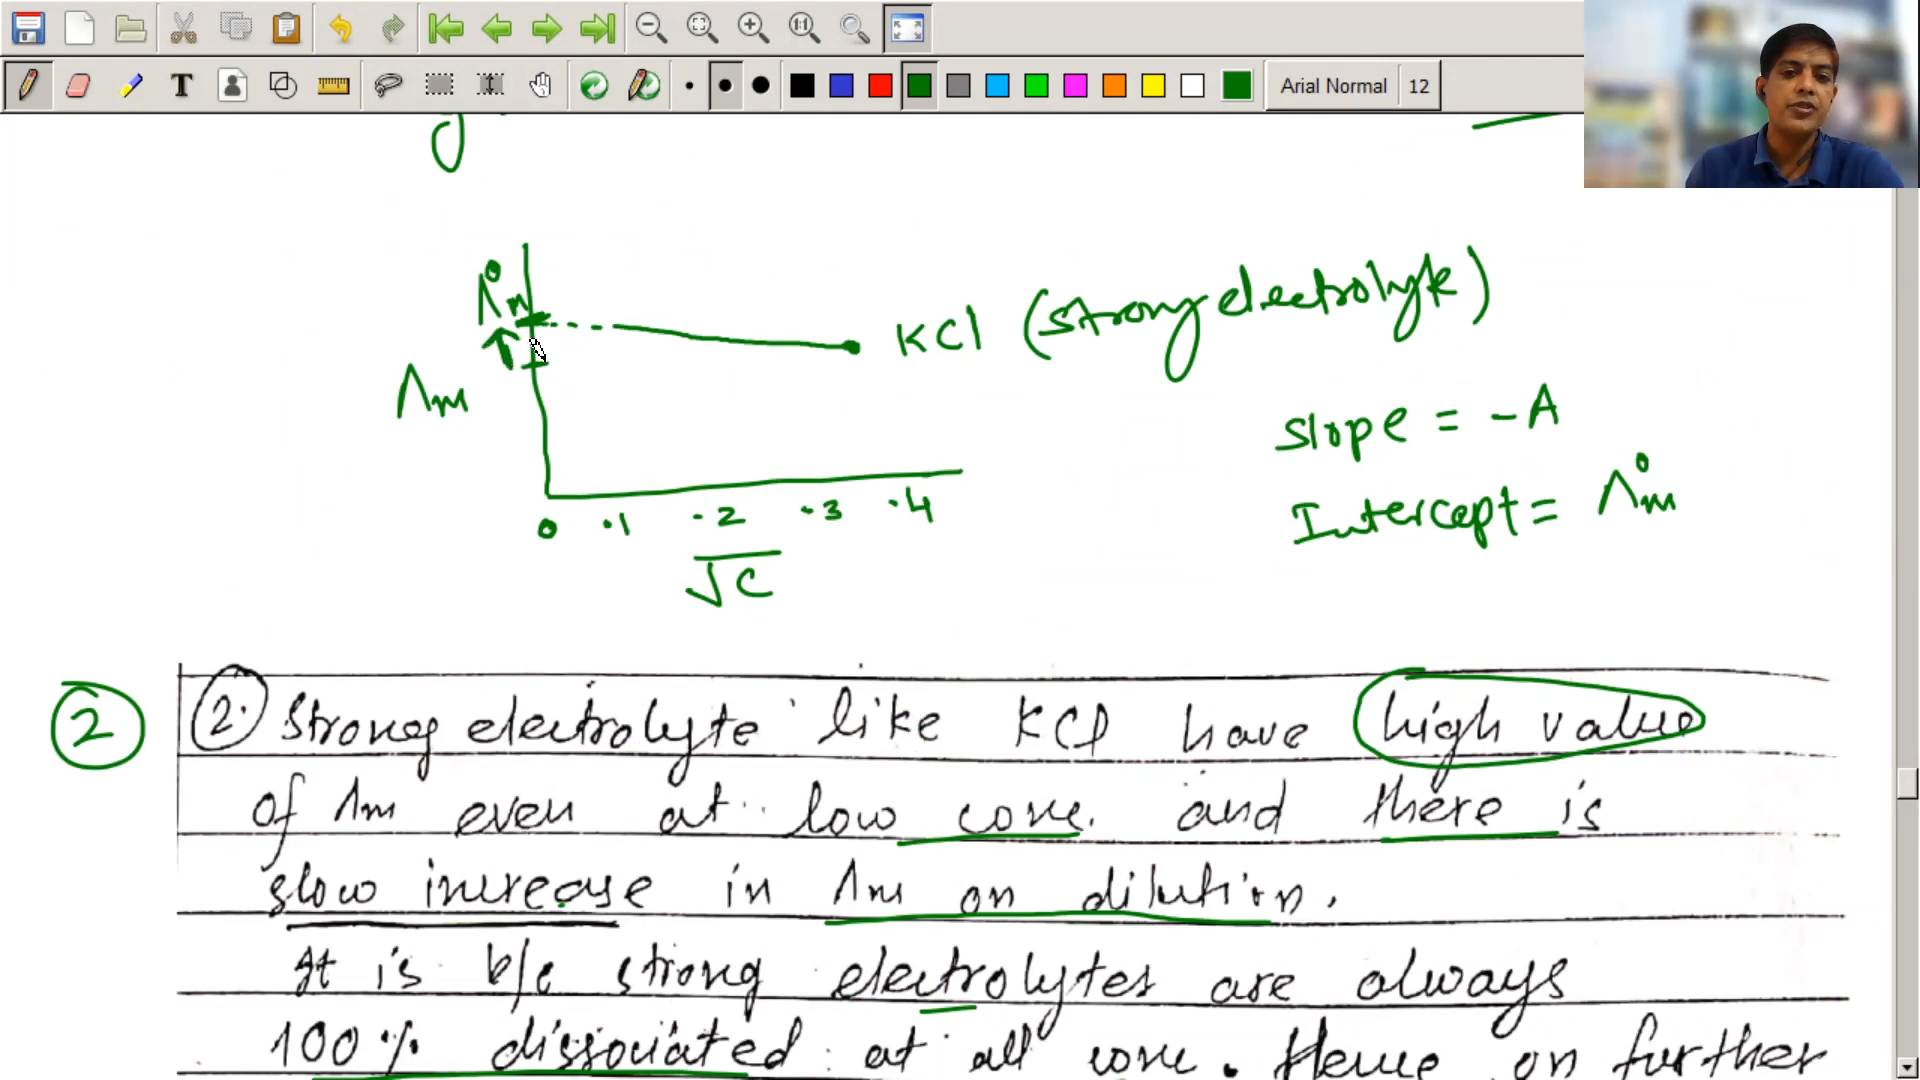 Arial Normal 12
Λ°m
KCl (strong electrolyte)
Λm
slope = - A
Intercept = Λ°m
0 .1 .2 .3 .4
√C
2 2. Strong electrolyte like KCl have high value
of Λm even at low conc. and there is
slow increase in Λm on dilution.
It is b/c strong electrolytes are always
100% dissociated at all conc. Hence on further